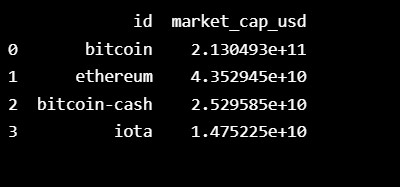 id market_cap_usd
0 bitcoin 2.130493e+11
1 ethereum 4.352945e+10
2 bitcoin-cash 2.529585e+10
3 iota 1.475225e+10